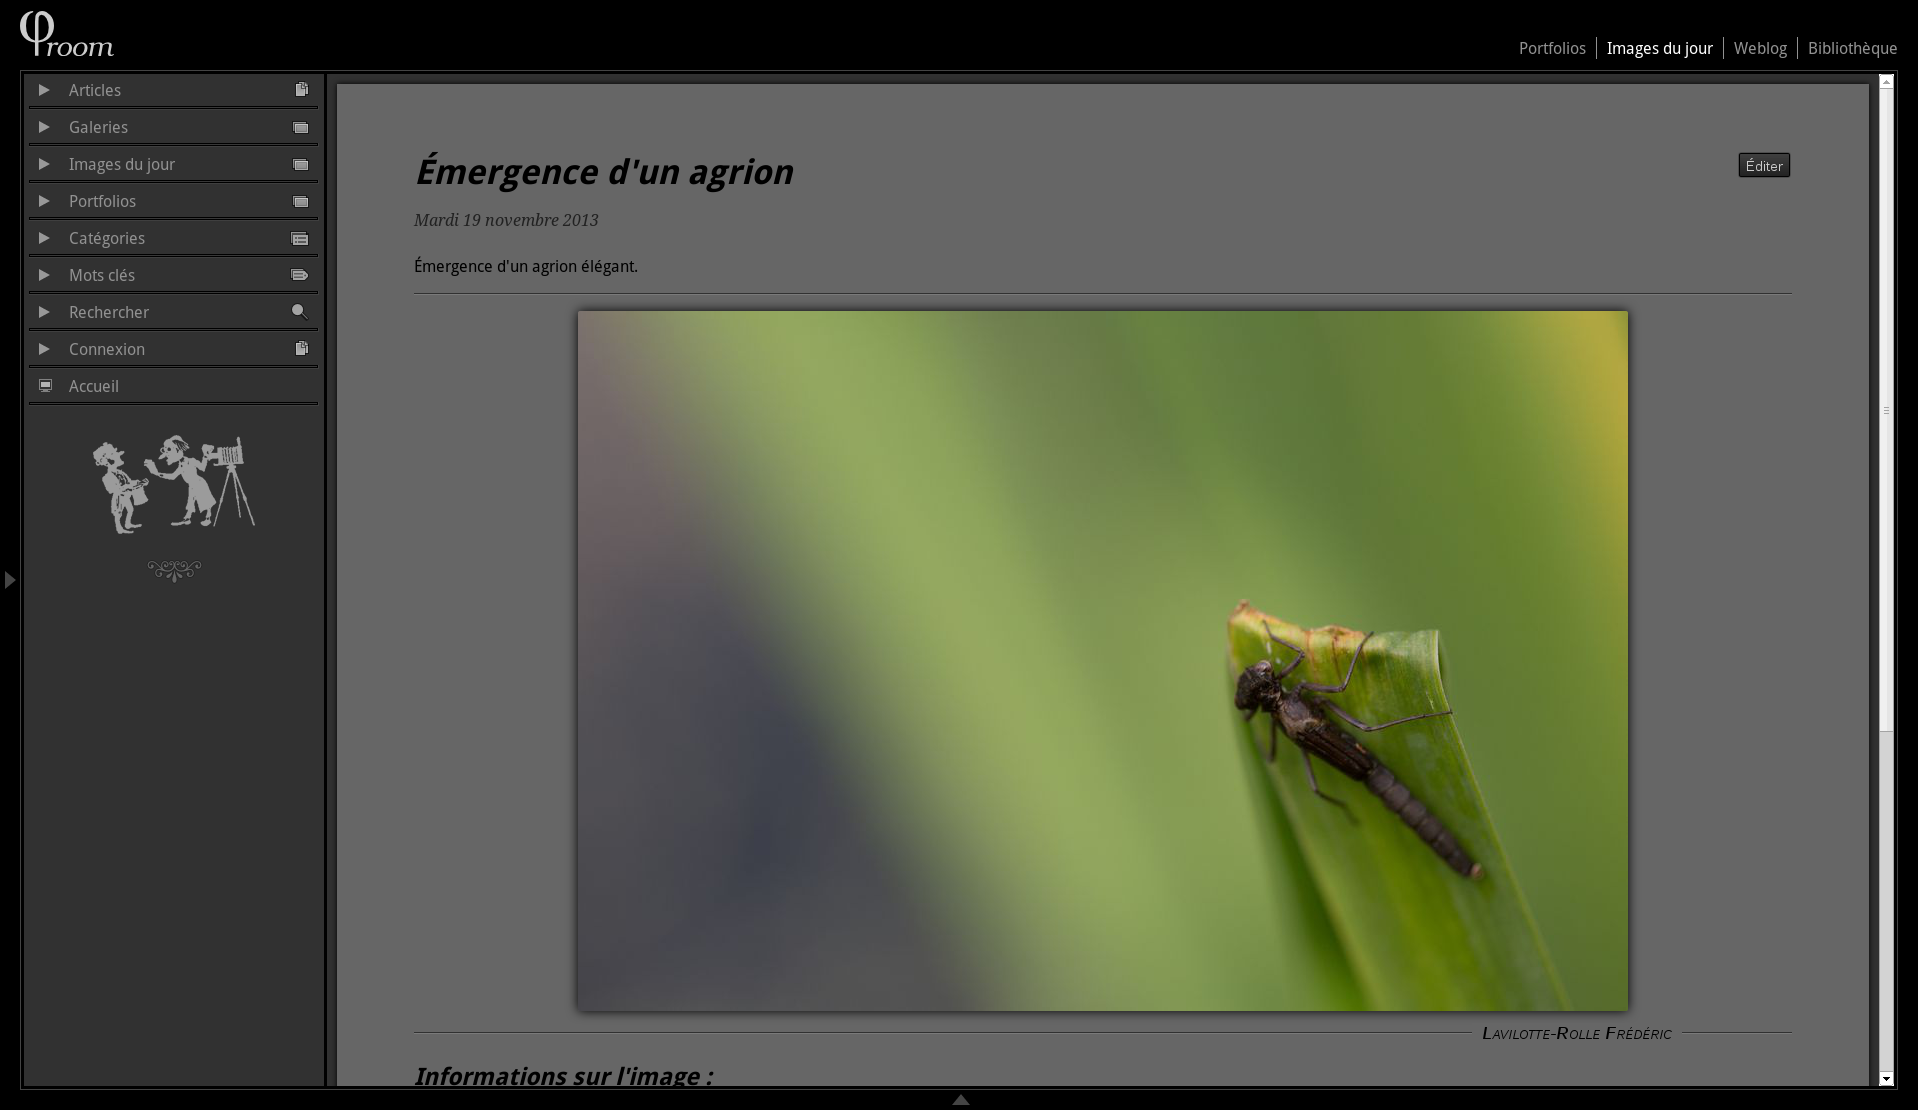 φroom
Portfolios
Images du jour
Weblog
Bibliothèque
Articles
Galeries
Images du jour
Portfolios
Catégories
Mots clés
Rechercher
Connexion
Accueil
Émergence d'un agrion
Éditer
Mardi 19 novembre 2013
Émergence d'un agrion élégant.
Lavilotte-Rolle Frédéric
Informations sur l'image :